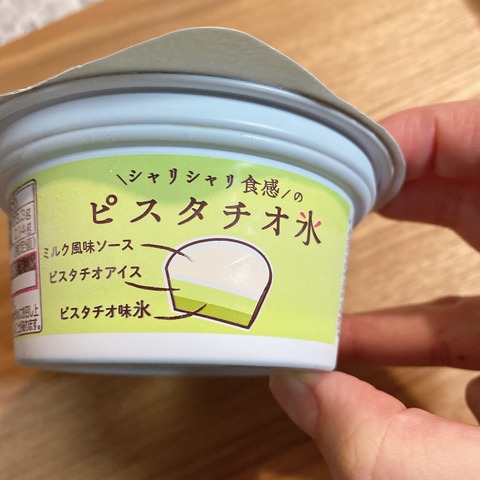 \シャリシャリ食感/の
ピスタチオ氷
ミルク風味ソース
ピスタチオアイス
ピスタチオ味氷